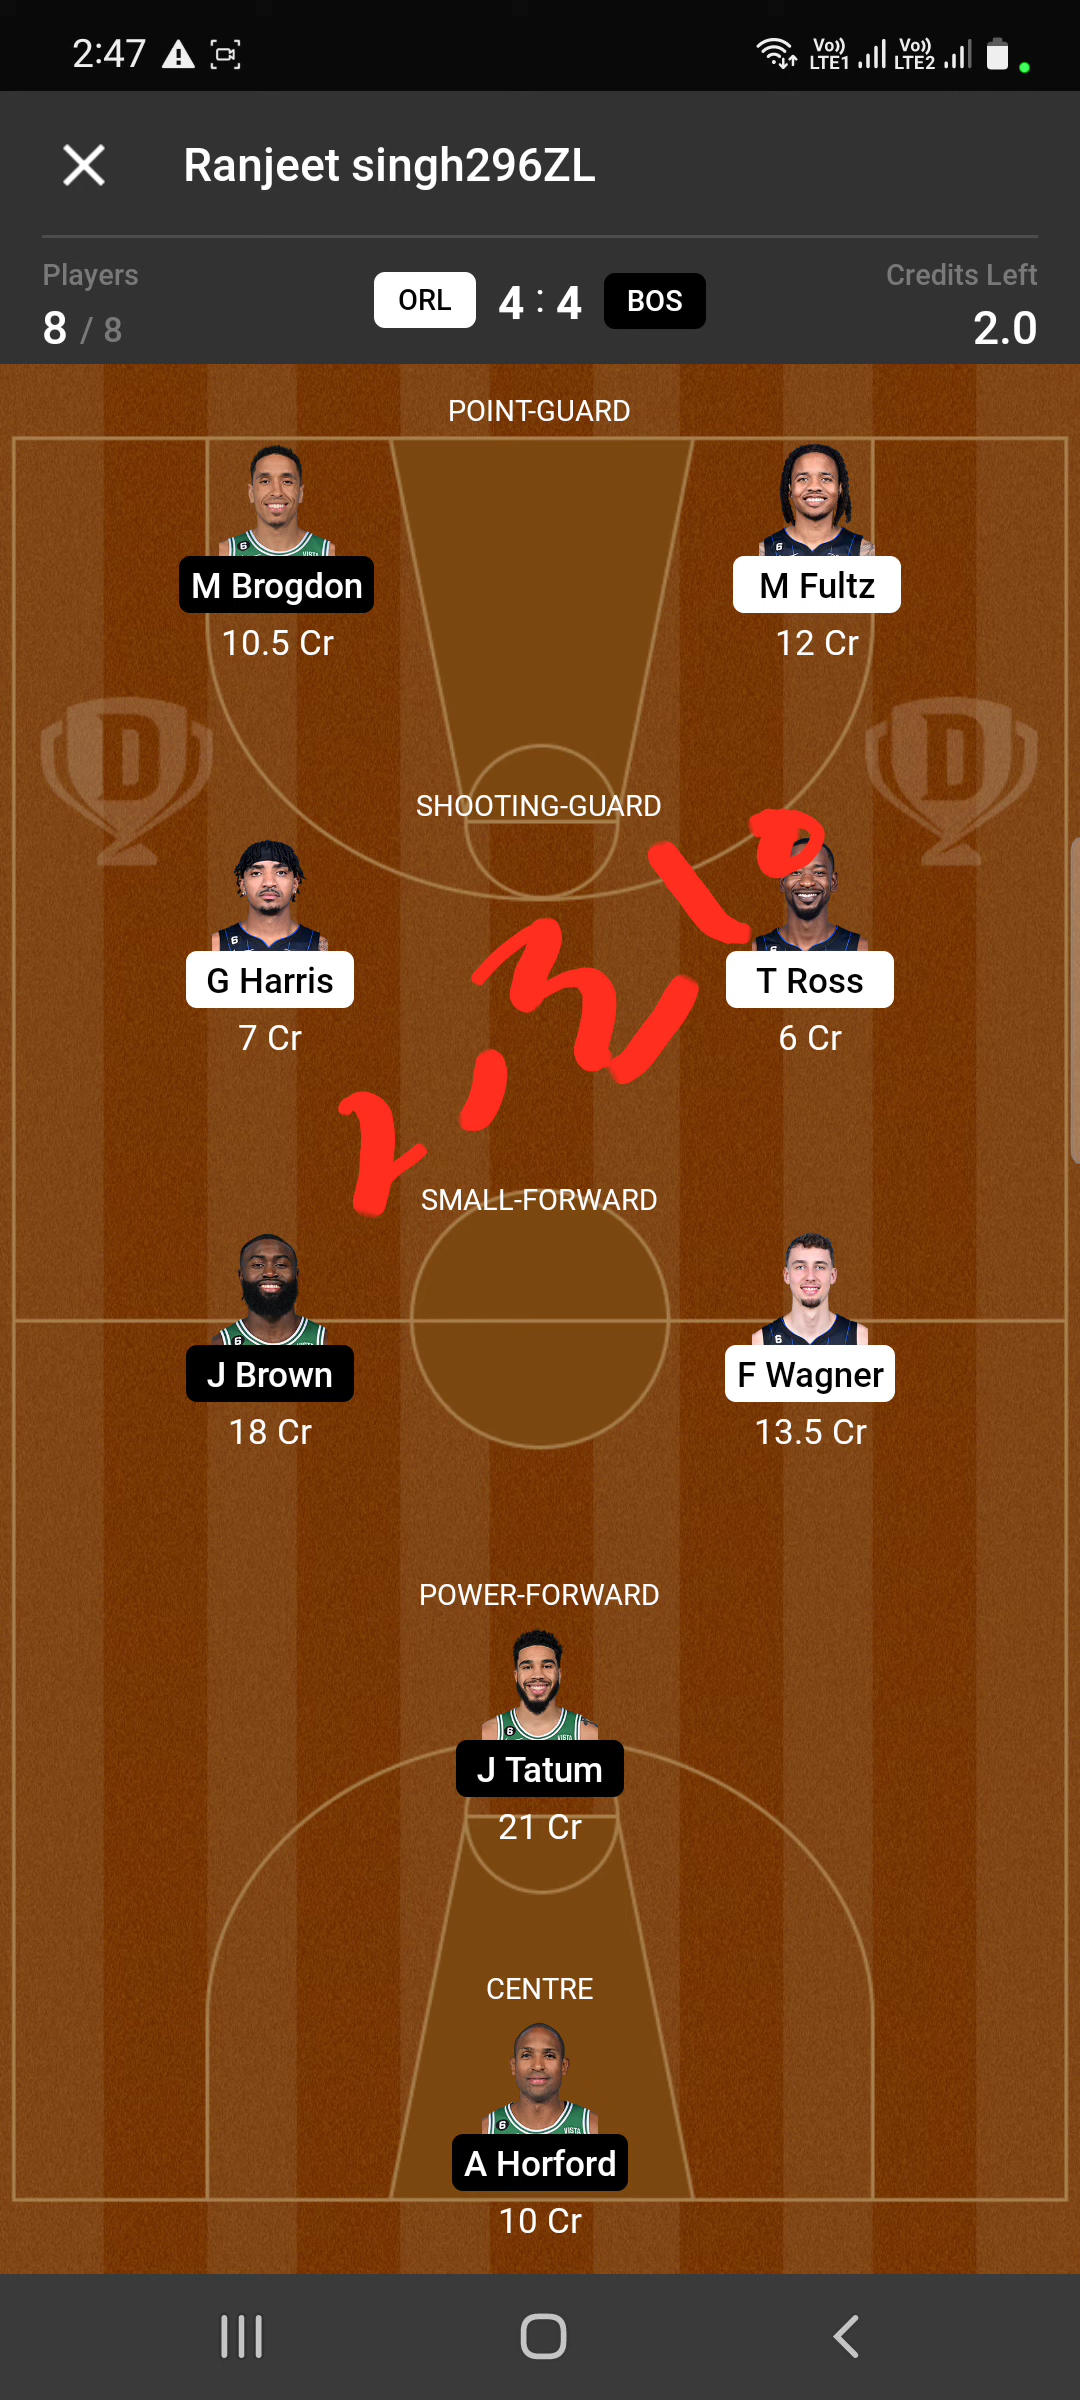 2:47 Vo)) LTE1 Vo)) LTE2
Ranjeet singh296ZL
Players Credits Left
8 / 8 ORL 4 : 4 BOS 2.0
POINT-GUARD
M Brogdon M Fultz
10.5 Cr 12 Cr
D D
SHOOTING-GUARD
G Harris T Ross
7 Cr 6 Cr
SMALL-FORWARD
J Brown F Wagner
18 Cr 13.5 Cr
POWER-FORWARD
J Tatum
21 Cr
CENTRE
A Horford
10 Cr